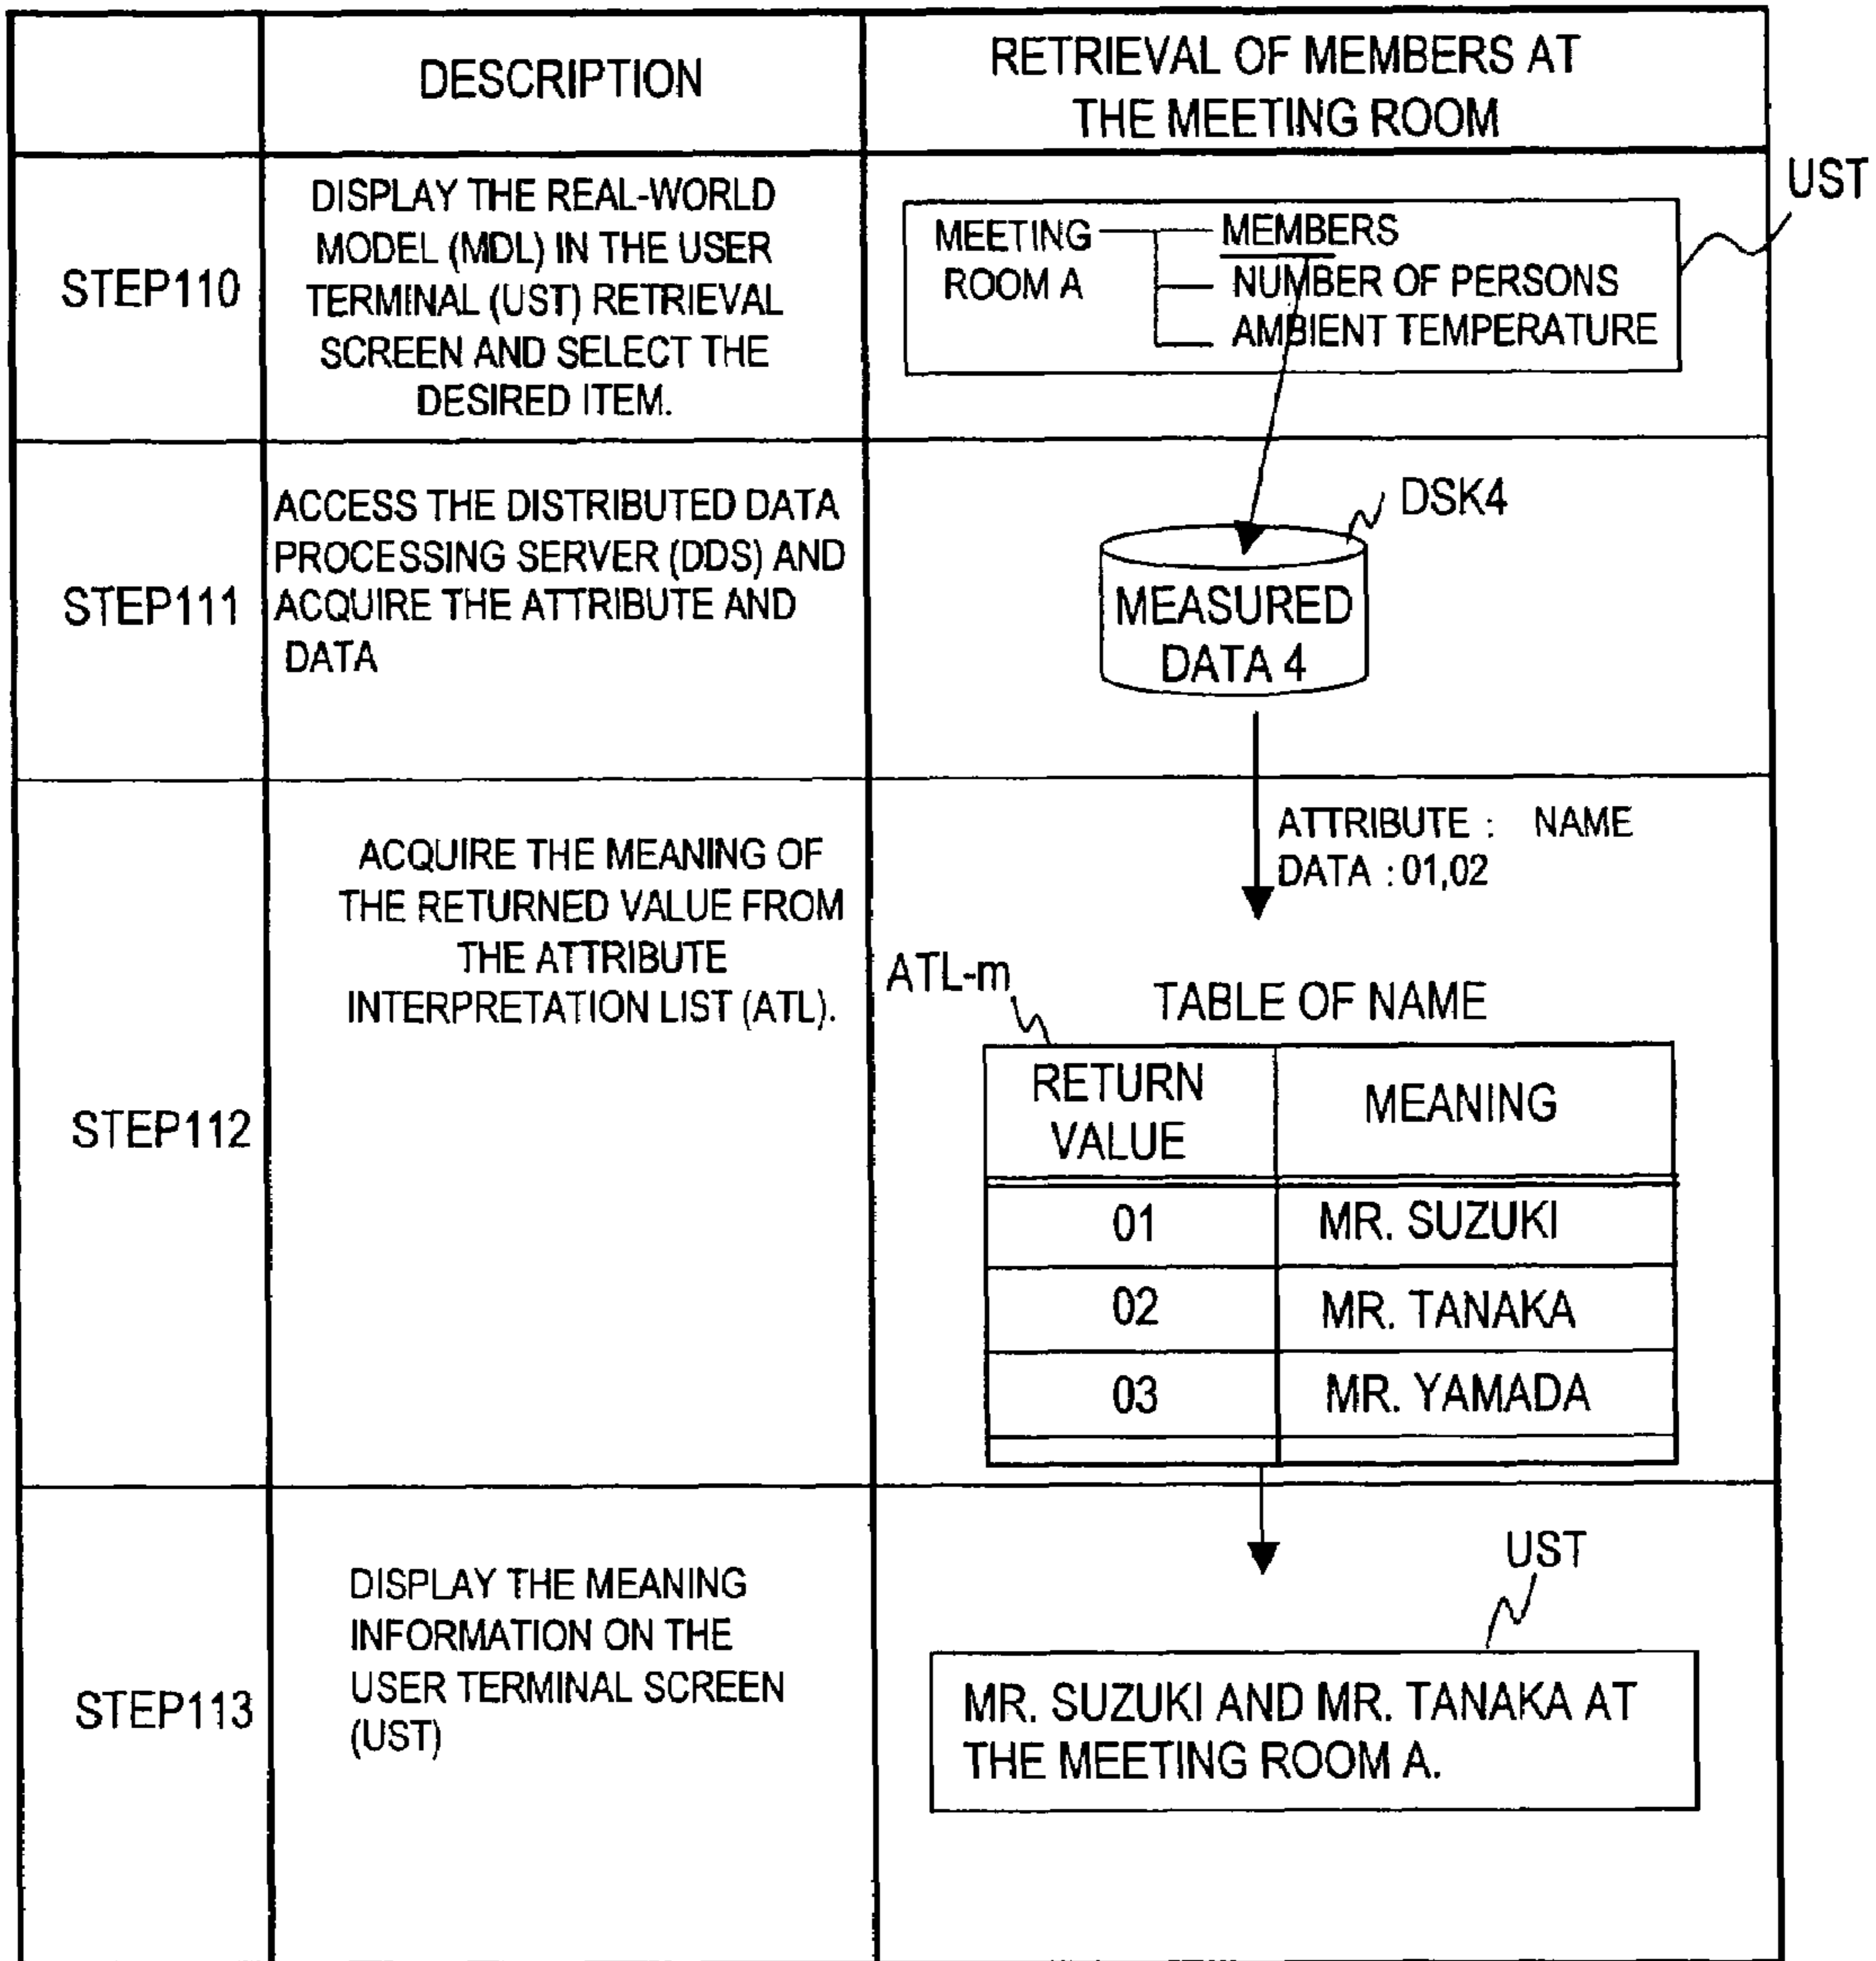 DESCRIPTION
RETRIEVAL OF MEMBERS AT
THE MEETING ROOM
STEP110
DISPLAY THE REAL-WORLD
MODEL (MDL) IN THE USER
TERMINAL (UST) RETRIEVAL
SCREEN AND SELECT THE
DESIRED ITEM.
MEETING
ROOM A
MEMBERS
NUMBER OF PERSONS
AMBIENT TEMPERATURE
UST
STEP111
ACCESS THE DISTRIBUTED DATA
PROCESSING SERVER (DDS) AND
ACQUIRE THE ATTRIBUTE AND
DATA
DSK4
MEASURED
DATA 4
STEP112
ACQUIRE THE MEANING OF
THE RETURNED VALUE FROM
THE ATTRIBUTE
INTERPRETATION LIST (ATL).
ATTRIBUTE : NAME
DATA : 01,02
ATL-m
TABLE OF NAME
RETURN
VALUE
MEANING
01 MR. SUZUKI
02 MR. TANAKA
03 MR. YAMADA
STEP113
DISPLAY THE MEANING
INFORMATION ON THE
USER TERMINAL SCREEN
(UST)
UST
MR. SUZUKI AND MR. TANAKA AT
THE MEETING ROOM A.